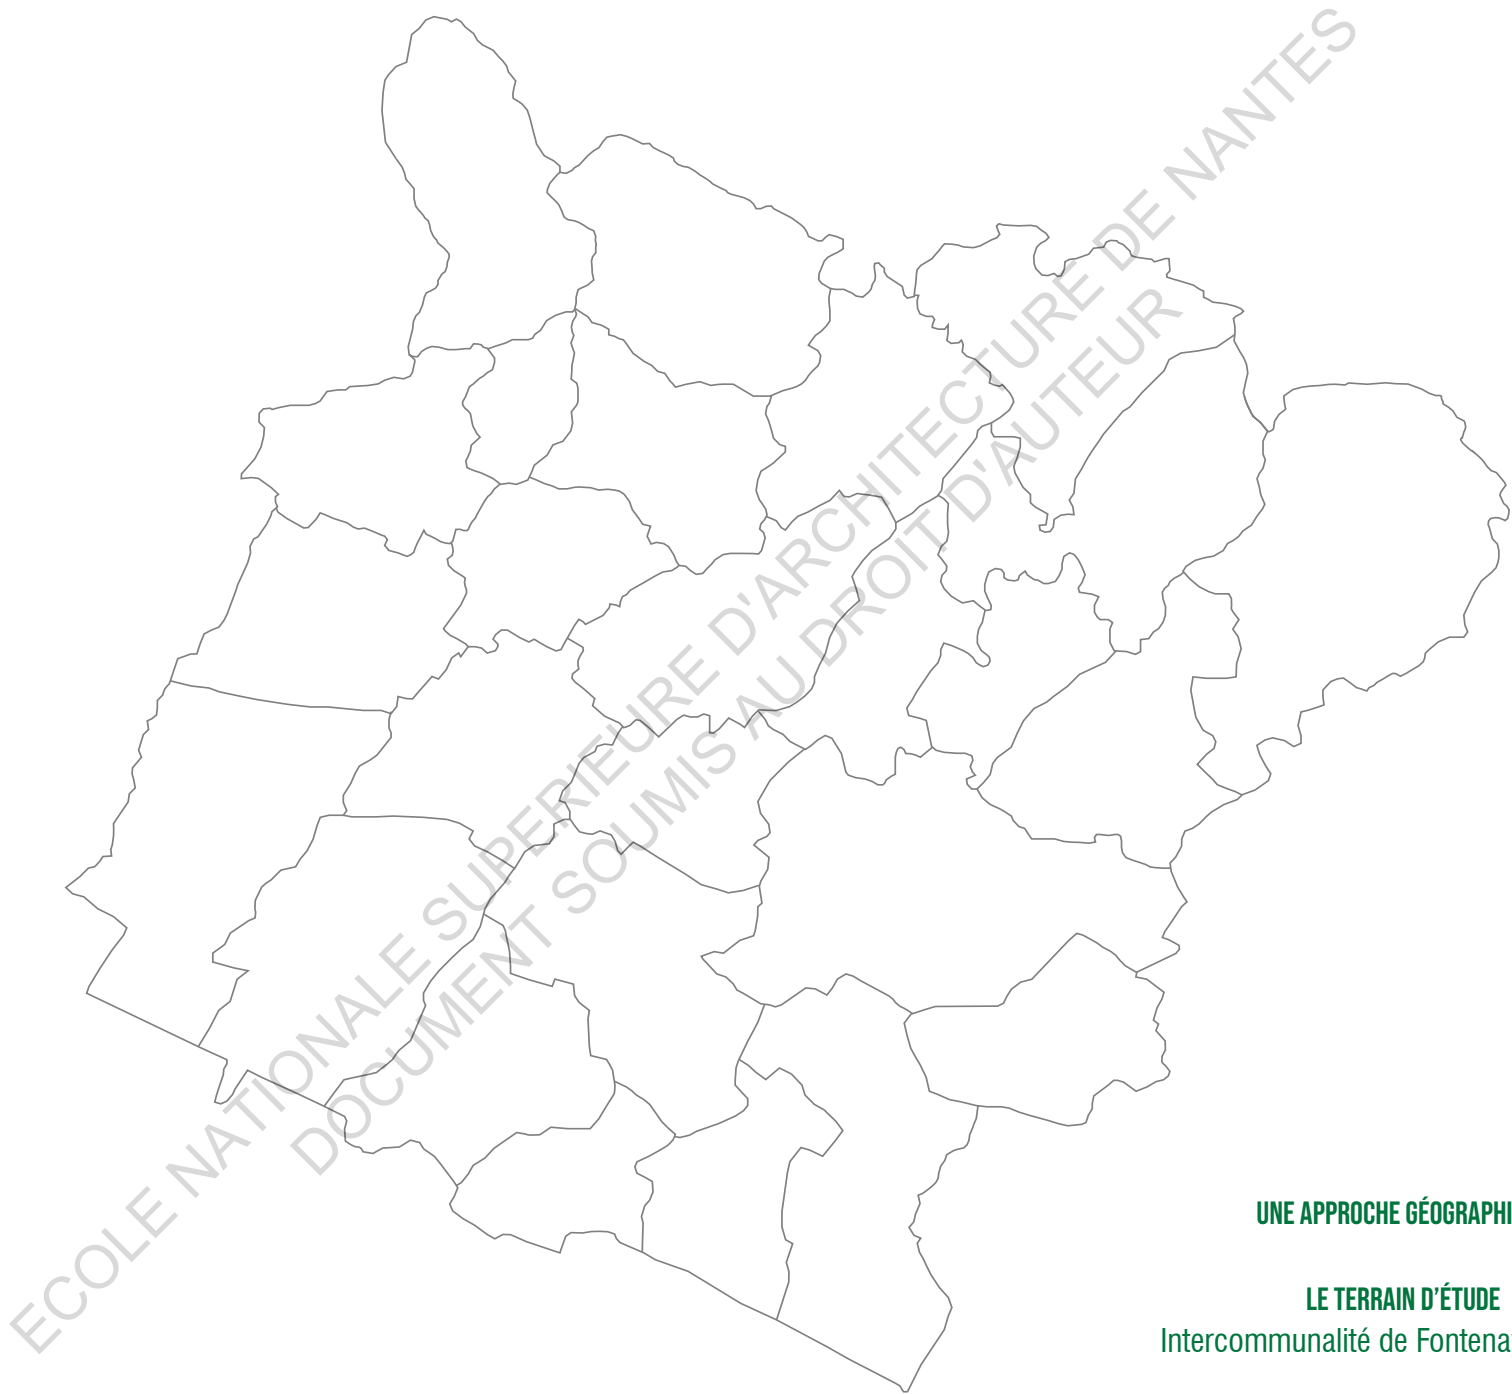 ECOLE NATIONALE SUPERIEURE D'ARCHITECTURE DE NANTES
DOCUMENT SOUMIS AU DROIT D'AUTEUR
UNE APPROCHE GÉOGRAPHI
LE TERRAIN D'ÉTUDE
Intercommunalité de Fontena